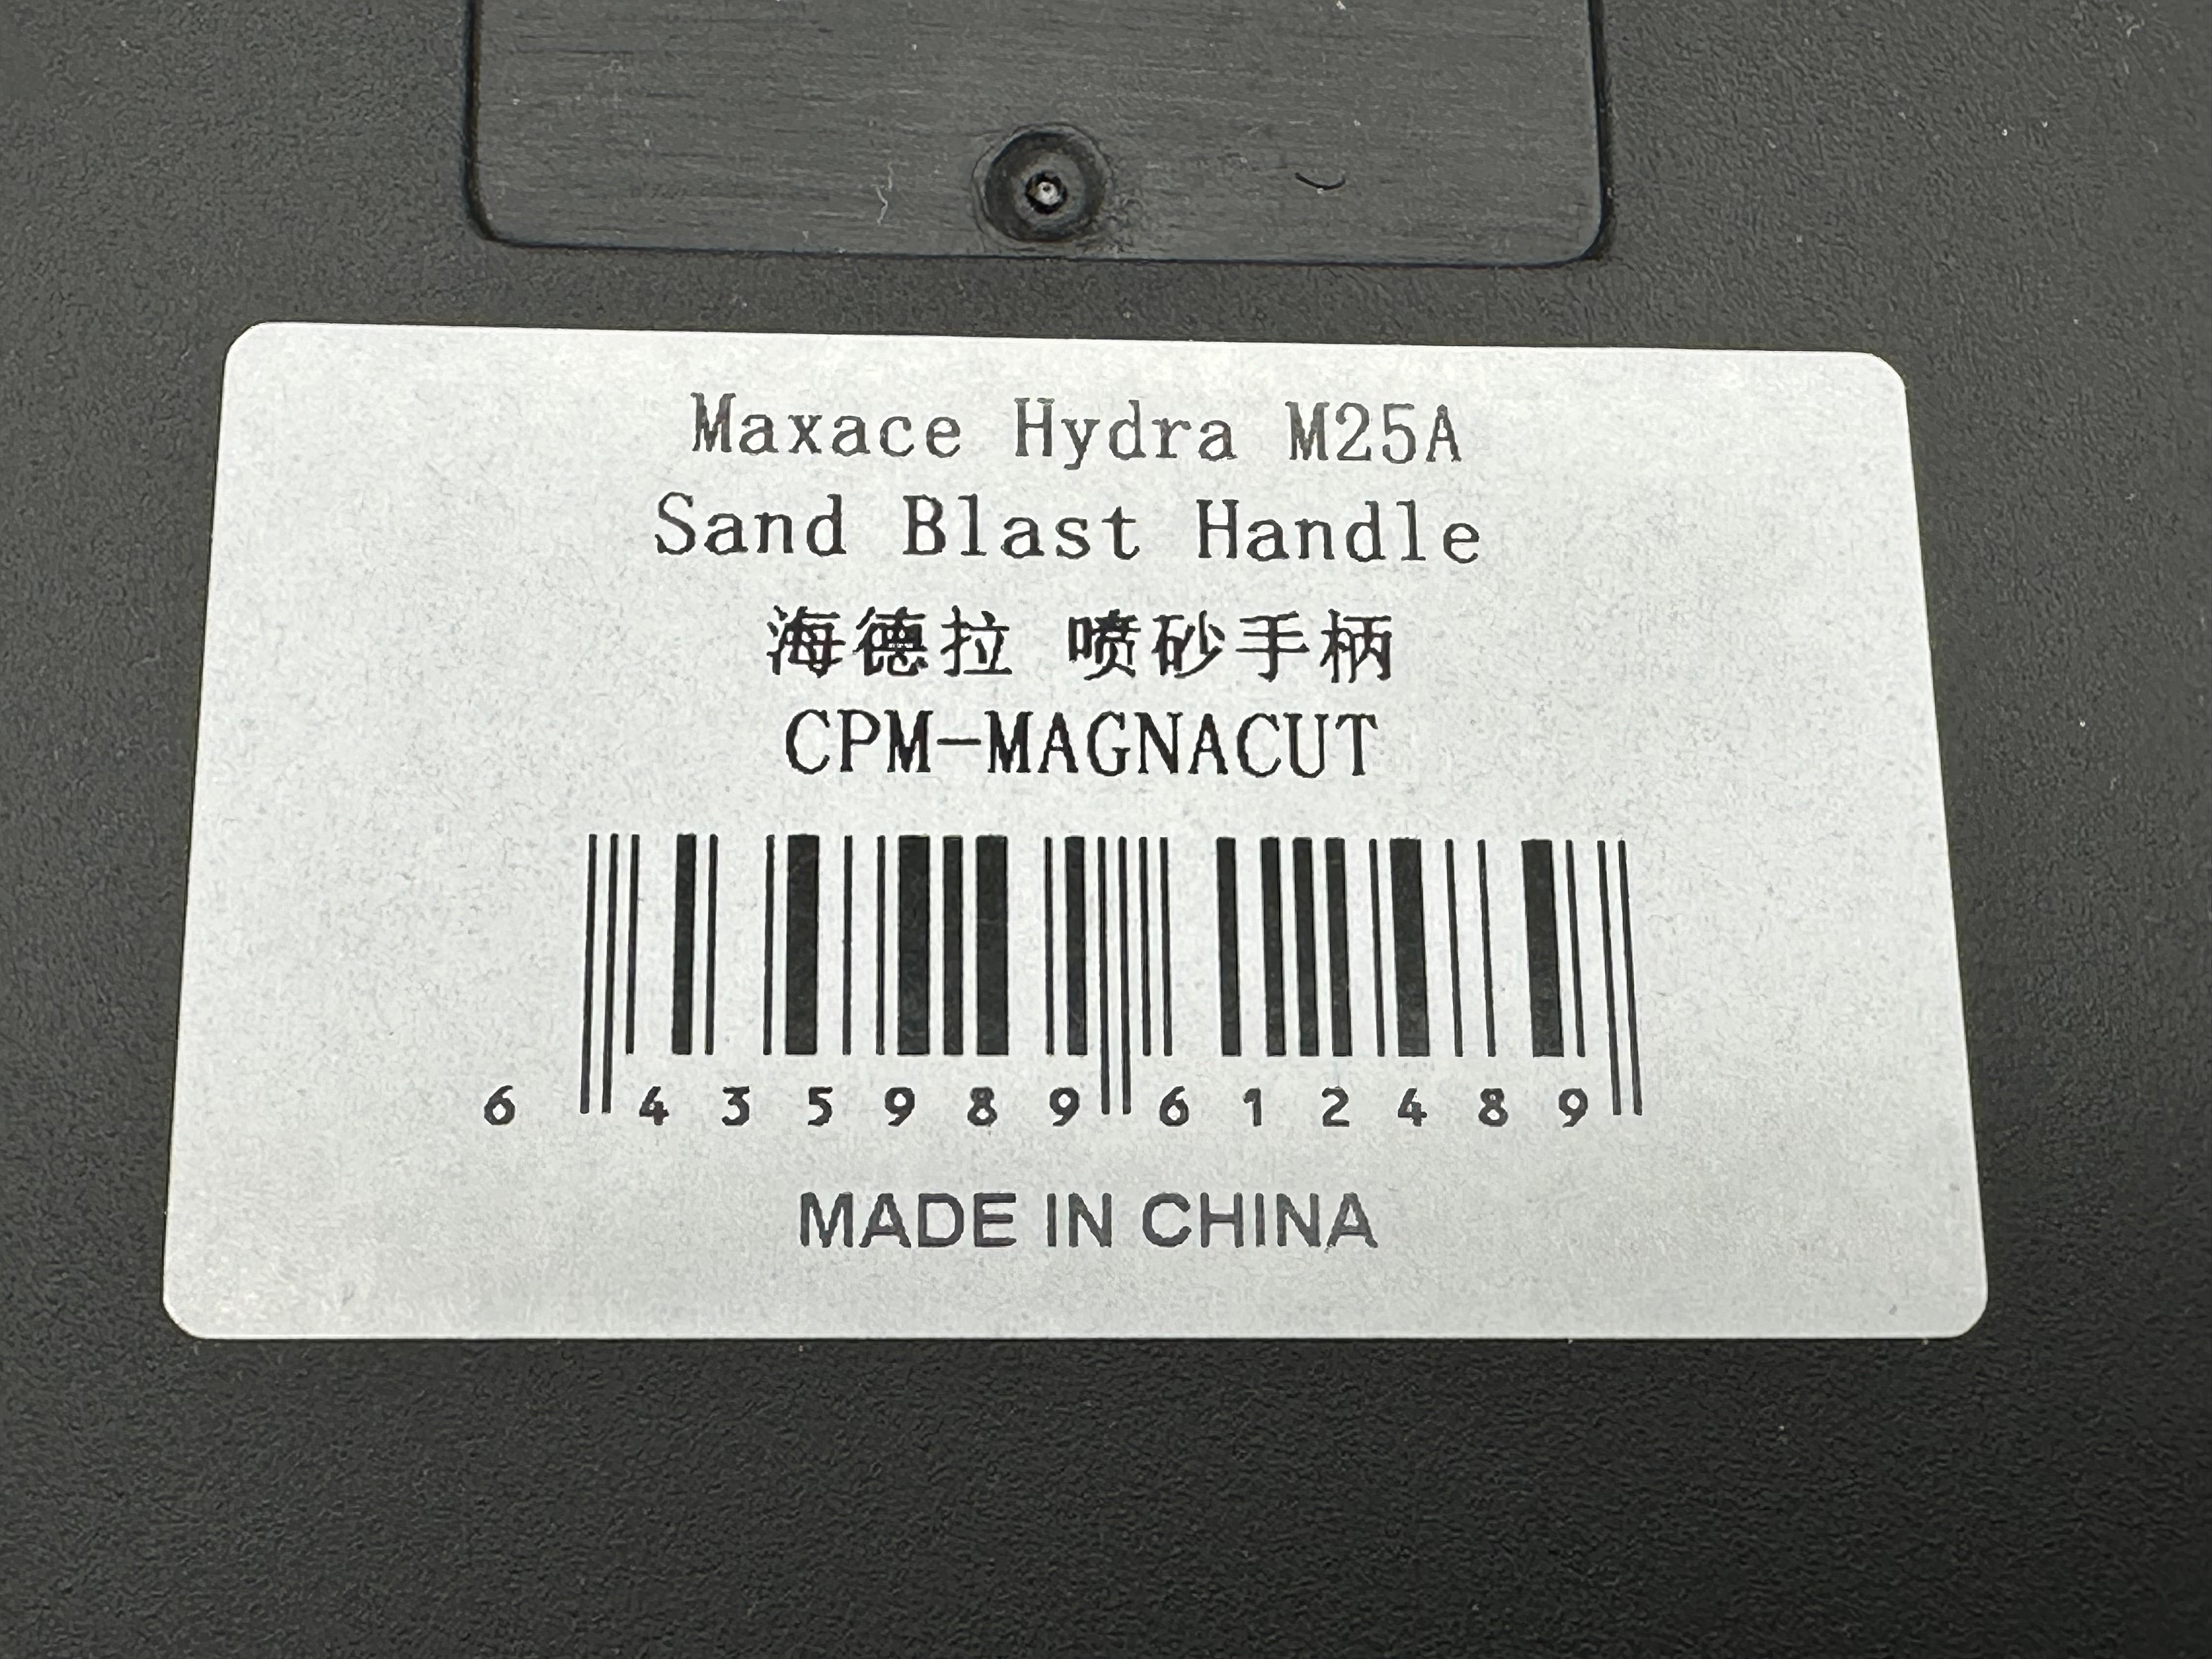 Maxace Hydra M25A
Sand Blast Handle
海德拉 喷砂手柄
CPM-MAGNACUT
6 435989 612489
MADE IN CHINA